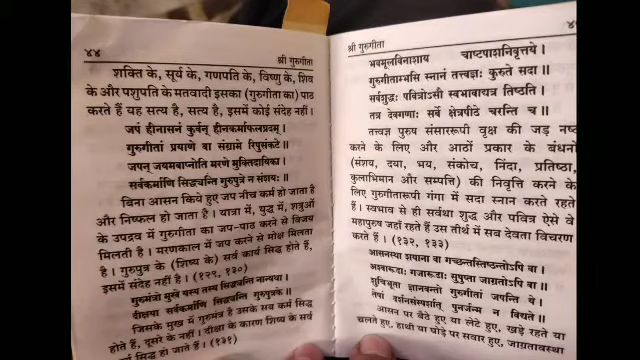 ४४
श्री गुरुगीता
शक्ति के, सूर्य के, गणपति के, विष्णु के, शिव
के और पशुपति के मतवादी इसका (गुरुगीता का) पाठ
करते हैं यह सत्य है, सत्य है, इसमें कोई संदेह नहीं।
जपं हीनासनं कुर्वन् हीनकर्मफलप्रदम्।
गुरुगीतां प्रयाणे वा संग्रामे रिपुसंकटे॥
जपन् जयमवाप्नोति मरणे मुक्तिदायिका।
सर्वकर्माणि सिद्धयन्ति गुरुपुत्रे न संशयः॥
बिना आसन किये हुए जप नीच कर्म हो जाता है
और निष्फल हो जाता है। यात्रा में, युद्ध में, शत्रुओं
के उपद्रव में गुरुगीता का जप-पाठ करने से विजय
मिलती है। मरणकाल में जप करने से मोक्ष मिलता
है। गुरुपुत्र के (शिष्य के) सर्व कार्य सिद्ध होते हैं,
इसमें संदेह नहीं है। (१२९, १३०)
गुरुमंत्रो मुखे यस्य तस्य सिद्धयन्ति नान्यथा।
दीक्षया सर्वकर्माणि सिद्धयन्ति गुरुपुत्रके॥
जिसके मुख में गुरुमंत्र है उसके सब कर्म सिद्ध
होते हैं, दूसरे के नहीं। दीक्षा के कारण शिष्य के सर्व
सिद्ध हो जाते हैं। (१३१)
श्री गुरुगीता
भवमूलविनाशाय चाष्टपाशनिवृत्तये।
गुरुगीताम्भसि स्नानं तत्त्वज्ञः कुरुते सदा॥
सर्वशुद्धः पवित्रोऽसौ स्वभावाद्यत्र तिष्ठति।
तत्र देवगणाः सर्वे क्षेत्रपीठे चरन्ति च॥
तत्त्वज्ञ पुरुष संसाररूपी वृक्ष की जड़ नष्ट
करने के लिए और आठों प्रकार के बंधनों
(संशय, दया, भय, संकोच, निंदा, प्रतिष्ठा,
कुलाभिमान और सम्पत्ति) की निवृत्ति करने के
लिए गुरुगीतारूपी गंगा में सदा स्नान करते रहते
हैं। स्वभाव से ही सर्वथा शुद्ध और पवित्र ऐसे वे
महापुरुष जहाँ रहते हैं उस तीर्थ में सब देवता विचरण
करते हैं। (१३२, १३३)
आसनस्था शयाना वा गच्छन्तस्तिष्ठन्तोऽपि वा।
अश्वारूढा गजारूढा सुषुप्ता जाग्रतोऽपि वा॥
शुचिभूता ज्ञानवन्तो गुरुगीतां जपन्ति ये।
तेषां दर्शनसंस्पर्शात् पुनर्जन्म न विद्यते॥
आसन पर बैठे हुए या लेटे हुए, खड़े रहते या
चलते हुए, हाथी या घोड़े पर सवार हुए, जाग्रतावस्था